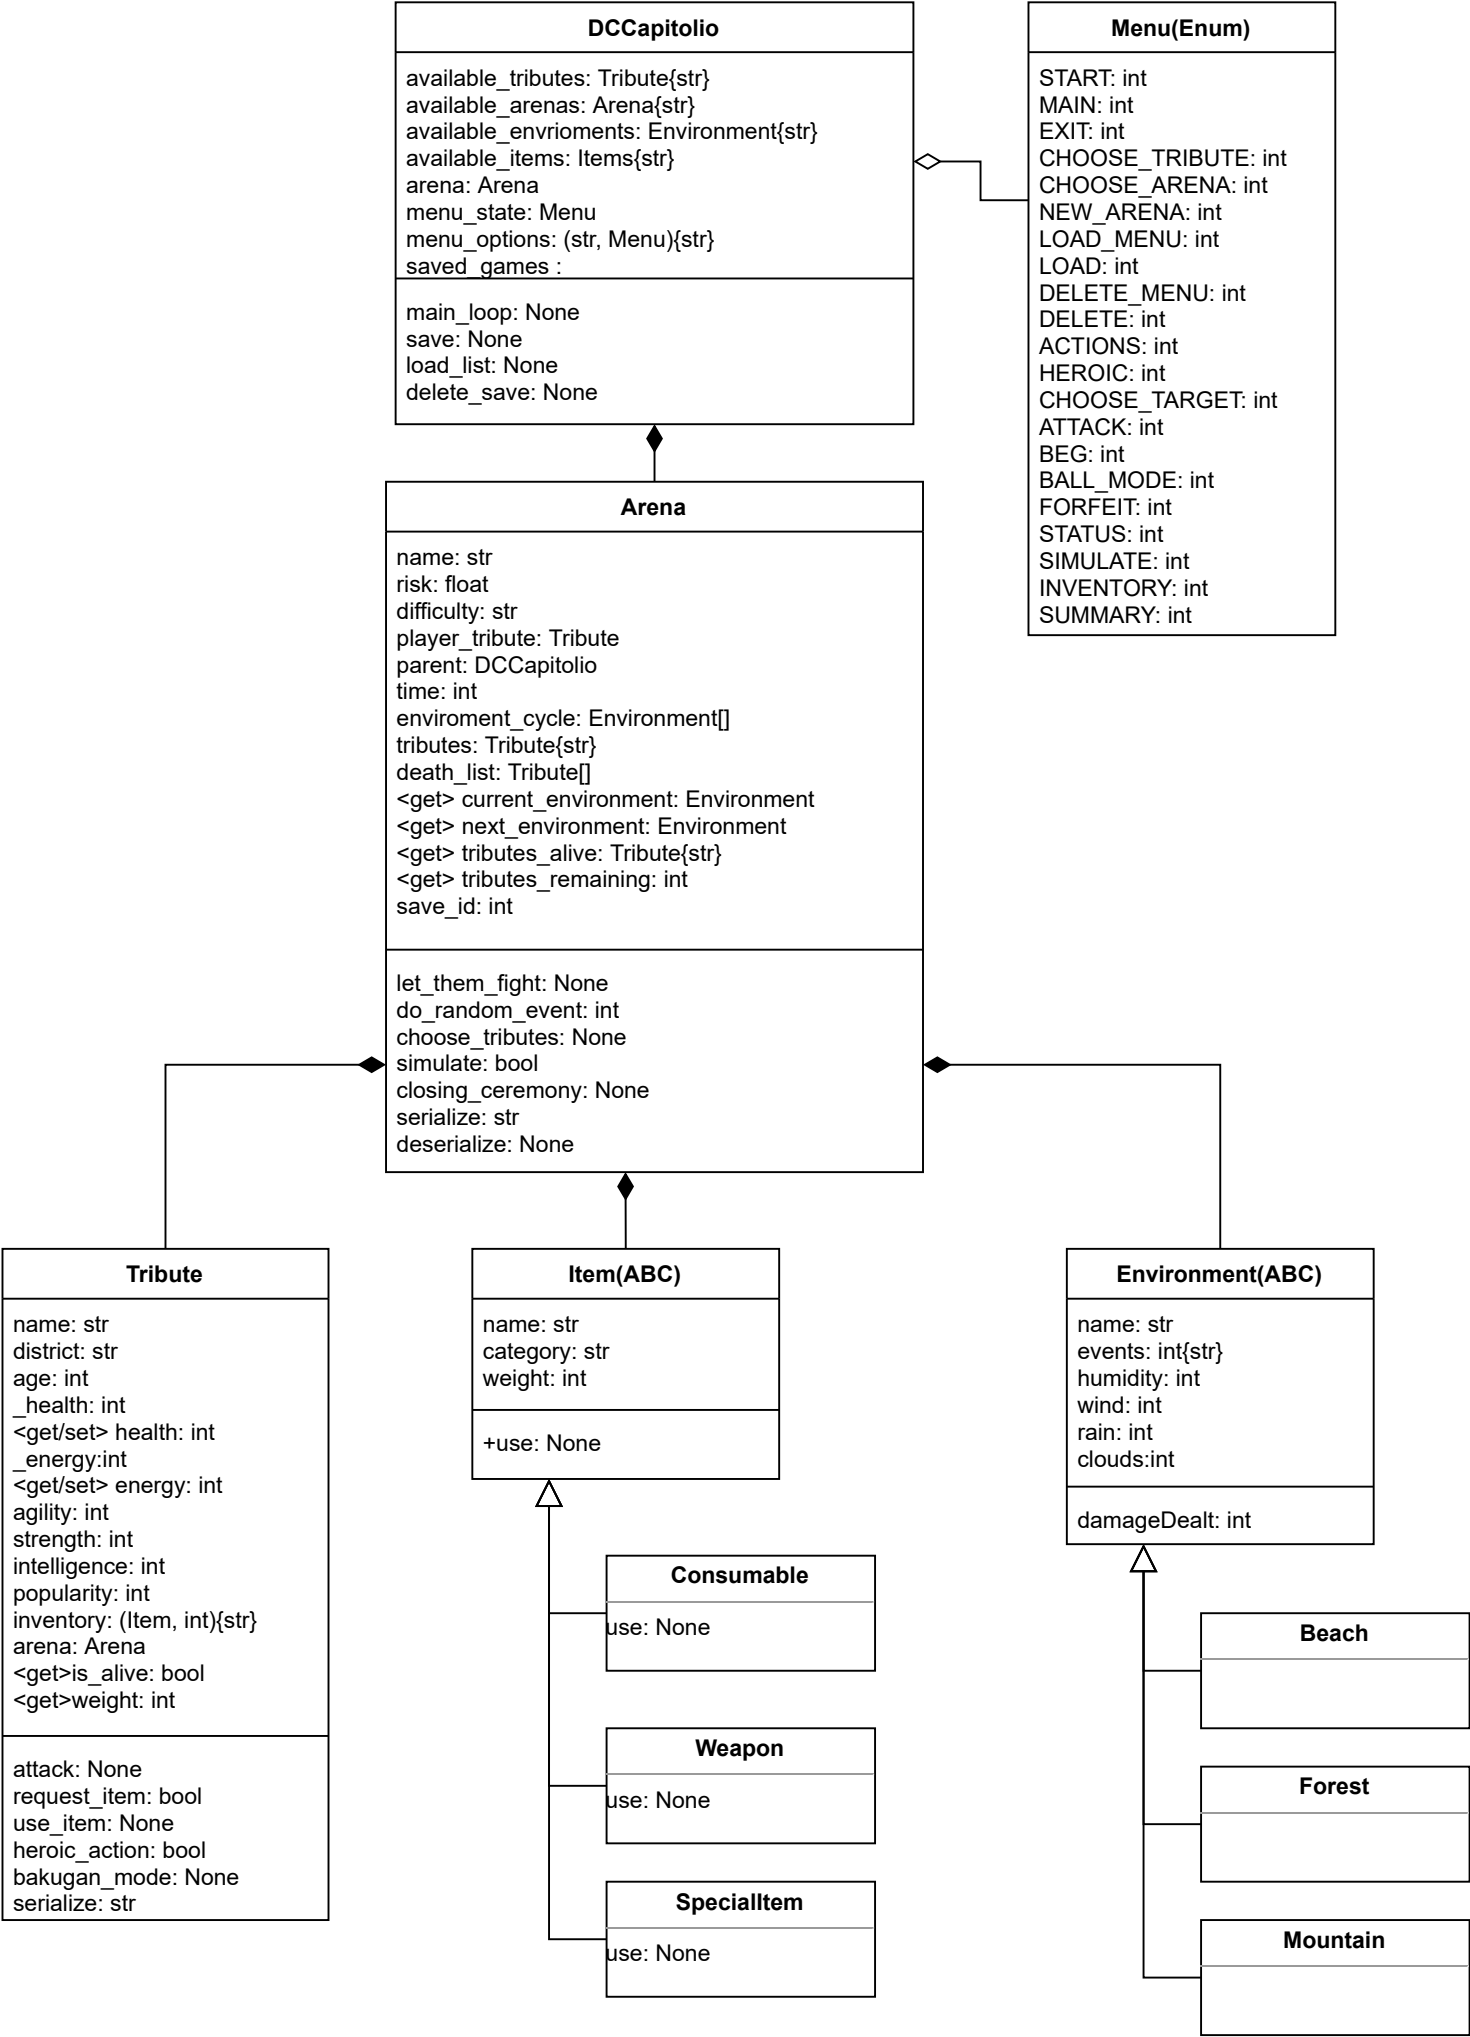 DCCapitolio
available_tributes: Tribute{str}
available_arenas: Arena{str}
available_envrioments: Environment{str}
available_items: Items{str}
arena: Arena
menu_state: Menu
menu_options: (str, Menu){str}
saved_games :
main_loop: None
save: None
load_list: None
delete_save: None
Menu(Enum)
START: int
MAIN: int
EXIT: int
CHOOSE_TRIBUTE: int
CHOOSE_ARENA: int
NEW_ARENA: int
LOAD_MENU: int
LOAD: int
DELETE_MENU: int
DELETE: int
ACTIONS: int
HEROIC: int
CHOOSE_TARGET: int
ATTACK: int
BEG: int
BALL_MODE: int
FORFEIT: int
STATUS: int
SIMULATE: int
INVENTORY: int
SUMMARY: int
Arena
name: str
risk: float
difficulty: str
player_tribute: Tribute
parent: DCCapitolio
time: int
enviroment_cycle: Environment[]
tributes: Tribute{str}
death_list: Tribute[]
<get> current_environment: Environment
<get> next_environment: Environment
<get> tributes_alive: Tribute{str}
<get> tributes_remaining: int
save_id: int
let_them_fight: None
do_random_event: int
choose_tributes: None
simulate: bool
closing_ceremony: None
serialize: str
deserialize: None
Tribute
name: str
district: str
age: int
_health: int
<get/set> health: int
_energy:int
<get/set> energy: int
agility: int
strength: int
intelligence: int
popularity: int
inventory: (Item, int){str}
arena: Arena
<get>is_alive: bool
<get>weight: int
attack: None
request_item: bool
use_item: None
heroic_action: bool
bakugan_mode: None
serialize: str
Item(ABC)
name: str
category: str
weight: int
+use: None
Consumable
use: None
Weapon
use: None
SpecialItem
use: None
Environment(ABC)
name: str
events: int{str}
humidity: int
wind: int
rain: int
clouds:int
damageDealt: int
Beach
Forest
Mountain